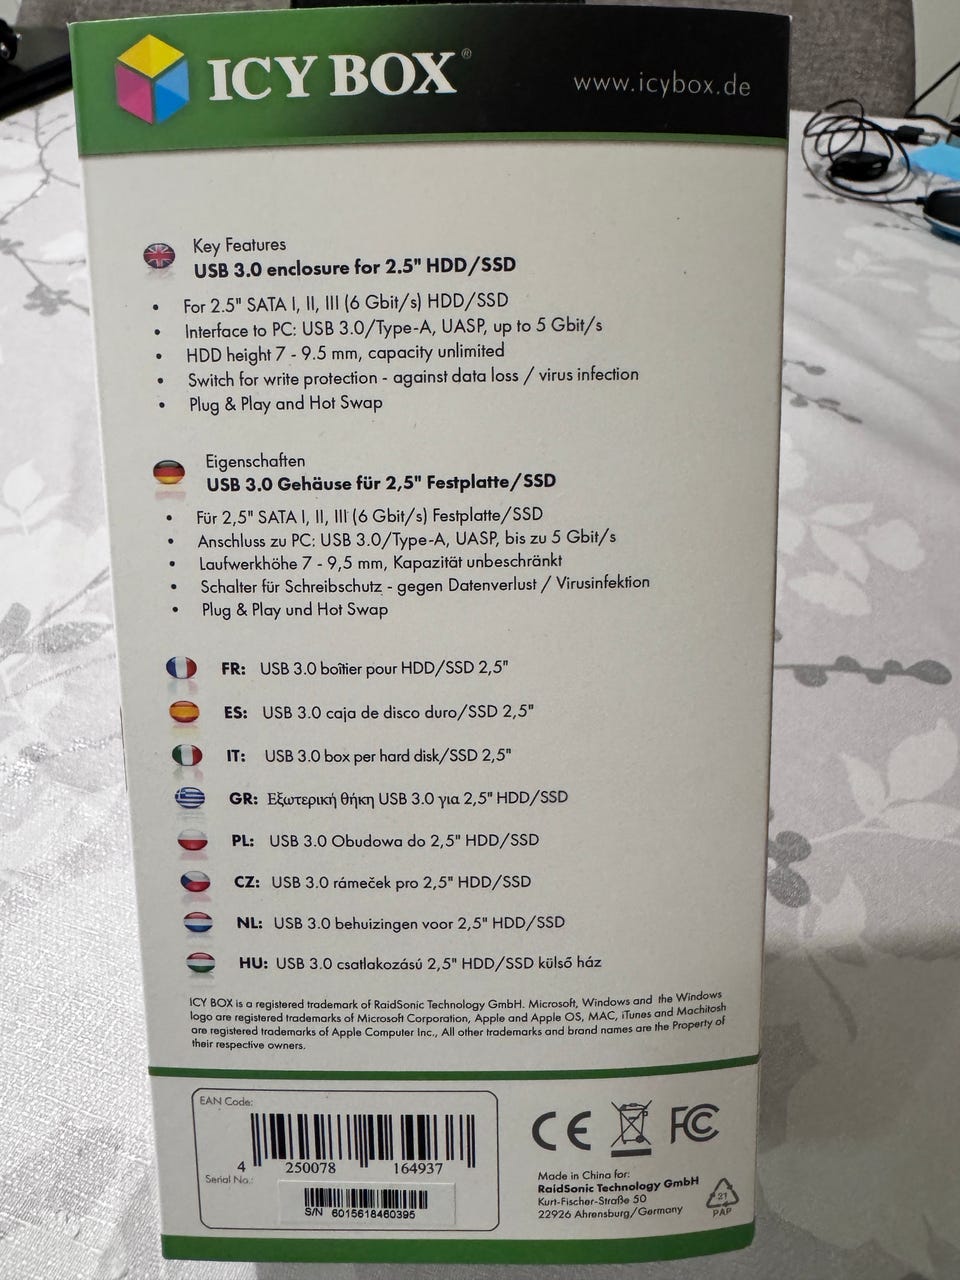 ICY BOX®
www.icybox.de
Key Features
USB 3.0 enclosure for 2.5" HDD/SSD
• For 2.5" SATA I, II, III (6 Gbit/s) HDD/SSD
• Interface to PC: USB 3.0/Type-A, UASP, up to 5 Gbit/s
• HDD height 7 - 9.5 mm, capacity unlimited
• Switch for write protection - against data loss / virus infection
• Plug & Play and Hot Swap
Eigenschaften
USB 3.0 Gehäuse für 2,5" Festplatte/SSD
• Für 2,5" SATA I, II, III (6 Gbit/s) Festplatte/SSD
• Anschluss zu PC: USB 3.0/Type-A, UASP, bis zu 5 Gbit/s
• Laufwerkhöhe 7 - 9,5 mm, Kapazität unbeschränkt
• Schalter für Schreibschutz - gegen Datenverlust / Virusinfektion
• Plug & Play und Hot Swap
FR: USB 3.0 boîtier pour HDD/SSD 2,5"
ES: USB 3.0 caja de disco duro/SSD 2,5"
IT: USB 3.0 box per hard disk/SSD 2,5"
GR: Εξωτερική θήκη USB 3.0 για 2,5" HDD/SSD
PL: USB 3.0 Obudowa do 2,5" HDD/SSD
CZ: USB 3.0 rámeček pro 2,5" HDD/SSD
NL: USB 3.0 behuizingen voor 2,5" HDD/SSD
HU: USB 3.0 csatlakozású 2,5" HDD/SSD külső ház
ICY BOX is a registered trademark of RaidSonic Technology GmbH. Microsoft, Windows and the Windows
logo are registered trademarks of Microsoft Corporation, Apple and Apple OS, MAC, iTunes and Machitosh
are registered trademarks of Apple Computer Inc., All other trademarks and brand names are the Property of
their respective owners.
EAN Code:
4 250078 164937
Serial No.:
S/N 6015618460395
CE FC
Made in China for:
RaidSonic Technology GmbH
Kurt-Fischer-Straße 50
22926 Ahrensburg/Germany
21
PAP